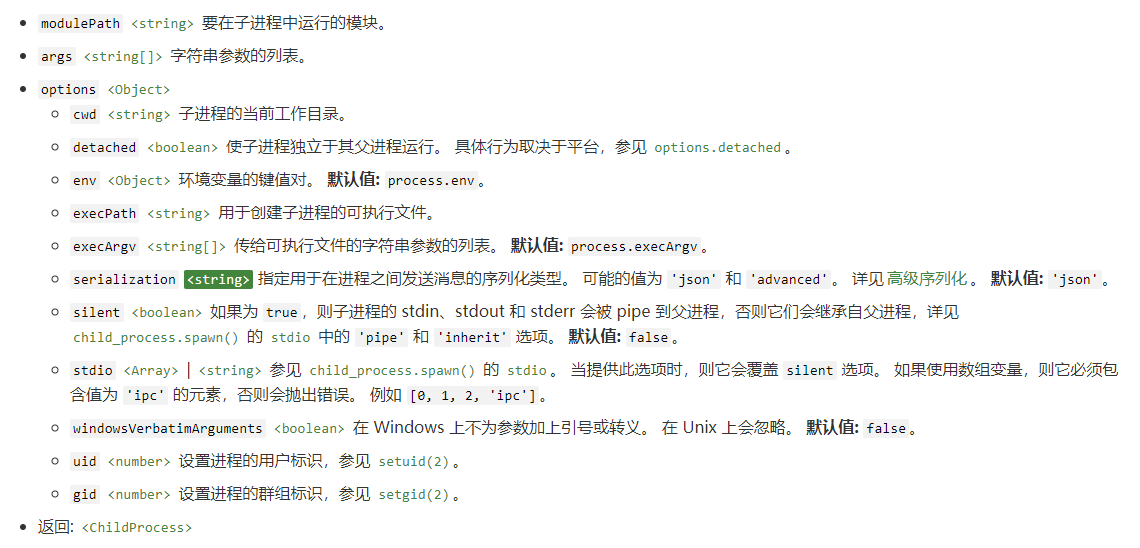 modulePath <string> 要在子进程中运行的模块。
args <string[]> 字符串参数的列表。
options <Object>
cwd <string> 子进程的当前工作目录。
detached <boolean> 使子进程独立于其父进程运行。 具体行为取决于平台，参见 options.detached。
env <Object> 环境变量的键值对。 默认值: process.env。
execPath <string> 用于创建子进程的可执行文件。
execArgv <string[]> 传给可执行文件的字符串参数的列表。 默认值: process.execArgv。
serialization <string> 指定用于在进程之间发送消息的序列化类型。 可能的值为 'json' 和 'advanced'。 详见高级序列化。 默认值: 'json'。
silent <boolean> 如果为 true，则子进程的 stdin、stdout 和 stderr 会被 pipe 到父进程，否则它们会继承自父进程，详见
child_process.spawn() 的 stdio 中的 'pipe' 和 'inherit' 选项。 默认值: false。
stdio <Array> | <string> 参见 child_process.spawn() 的 stdio。 当提供此选项时，则它会覆盖 silent 选项。 如果使用数组变量，则它必须包
含值为 'ipc' 的元素，否则会抛出错误。 例如 [0, 1, 2, 'ipc']。
windowsVerbatimArguments <boolean> 在 Windows 上不为参数加上引号或转义。 在 Unix 上会忽略。 默认值: false。
uid <number> 设置进程的用户标识，参见 setuid(2)。
gid <number> 设置进程的群组标识，参见 setgid(2)。
返回: <ChildProcess>